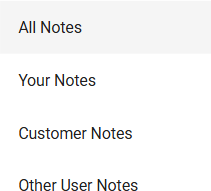 All Notes
Your Notes
Customer Notes
Other User Notes